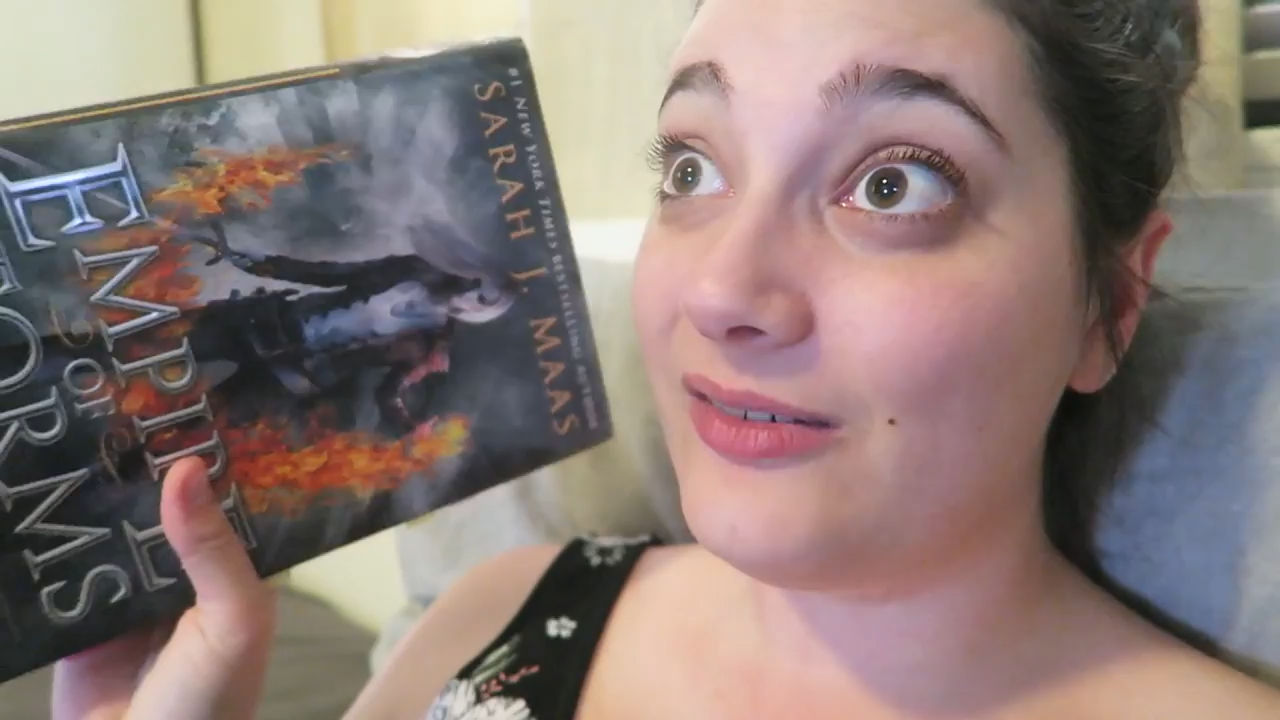 #1 NEW YORK TIMES BESTSELLING AUTHOR
SARAH J. MAAS
EMPIRE
OF
STORMS